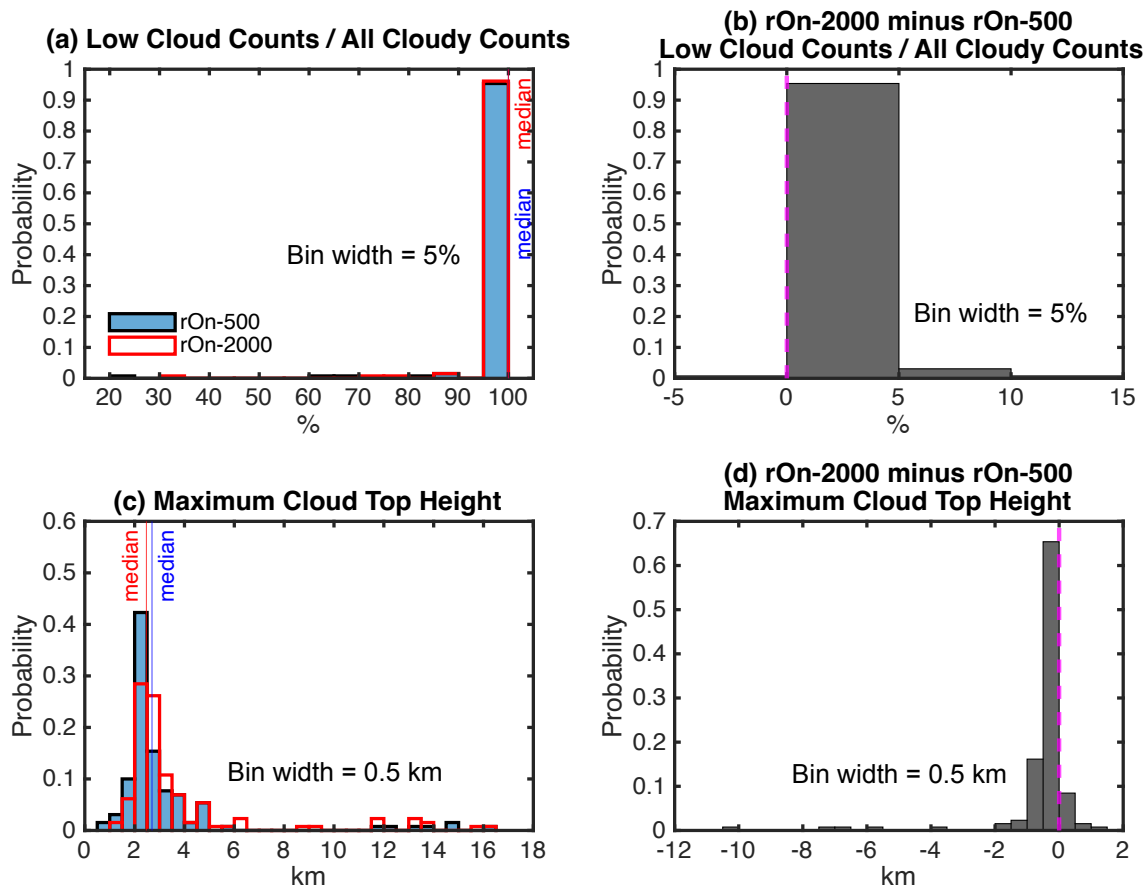 (a) Low Cloud Counts / All Cloudy Counts
1
0.9
0.8
0.7
0.6
0.5
0.4
0.3
0.2
0.1
0
Probability
median
median
Bin width = 5%
rOn-500
rOn-2000
20 30 40 50 60 70 80 90 100
%
(b) rOn-2000 minus rOn-500
Low Cloud Counts / All Cloudy Counts
1
0.9
0.8
0.7
0.6
0.5
0.4
0.3
0.2
0.1
0
Probability
Bin width = 5%
-5 0 5 10 15
%
(c) Maximum Cloud Top Height
0.6
0.5
0.4
0.3
0.2
0.1
0
Probability
median
median
Bin width = 0.5 km
0 2 4 6 8 10 12 14 16 18
km
(d) rOn-2000 minus rOn-500
Maximum Cloud Top Height
0.7
0.6
0.5
0.4
0.3
0.2
0.1
0
Probability
Bin width = 0.5 km
-12 -10 -8 -6 -4 -2 0 2
km